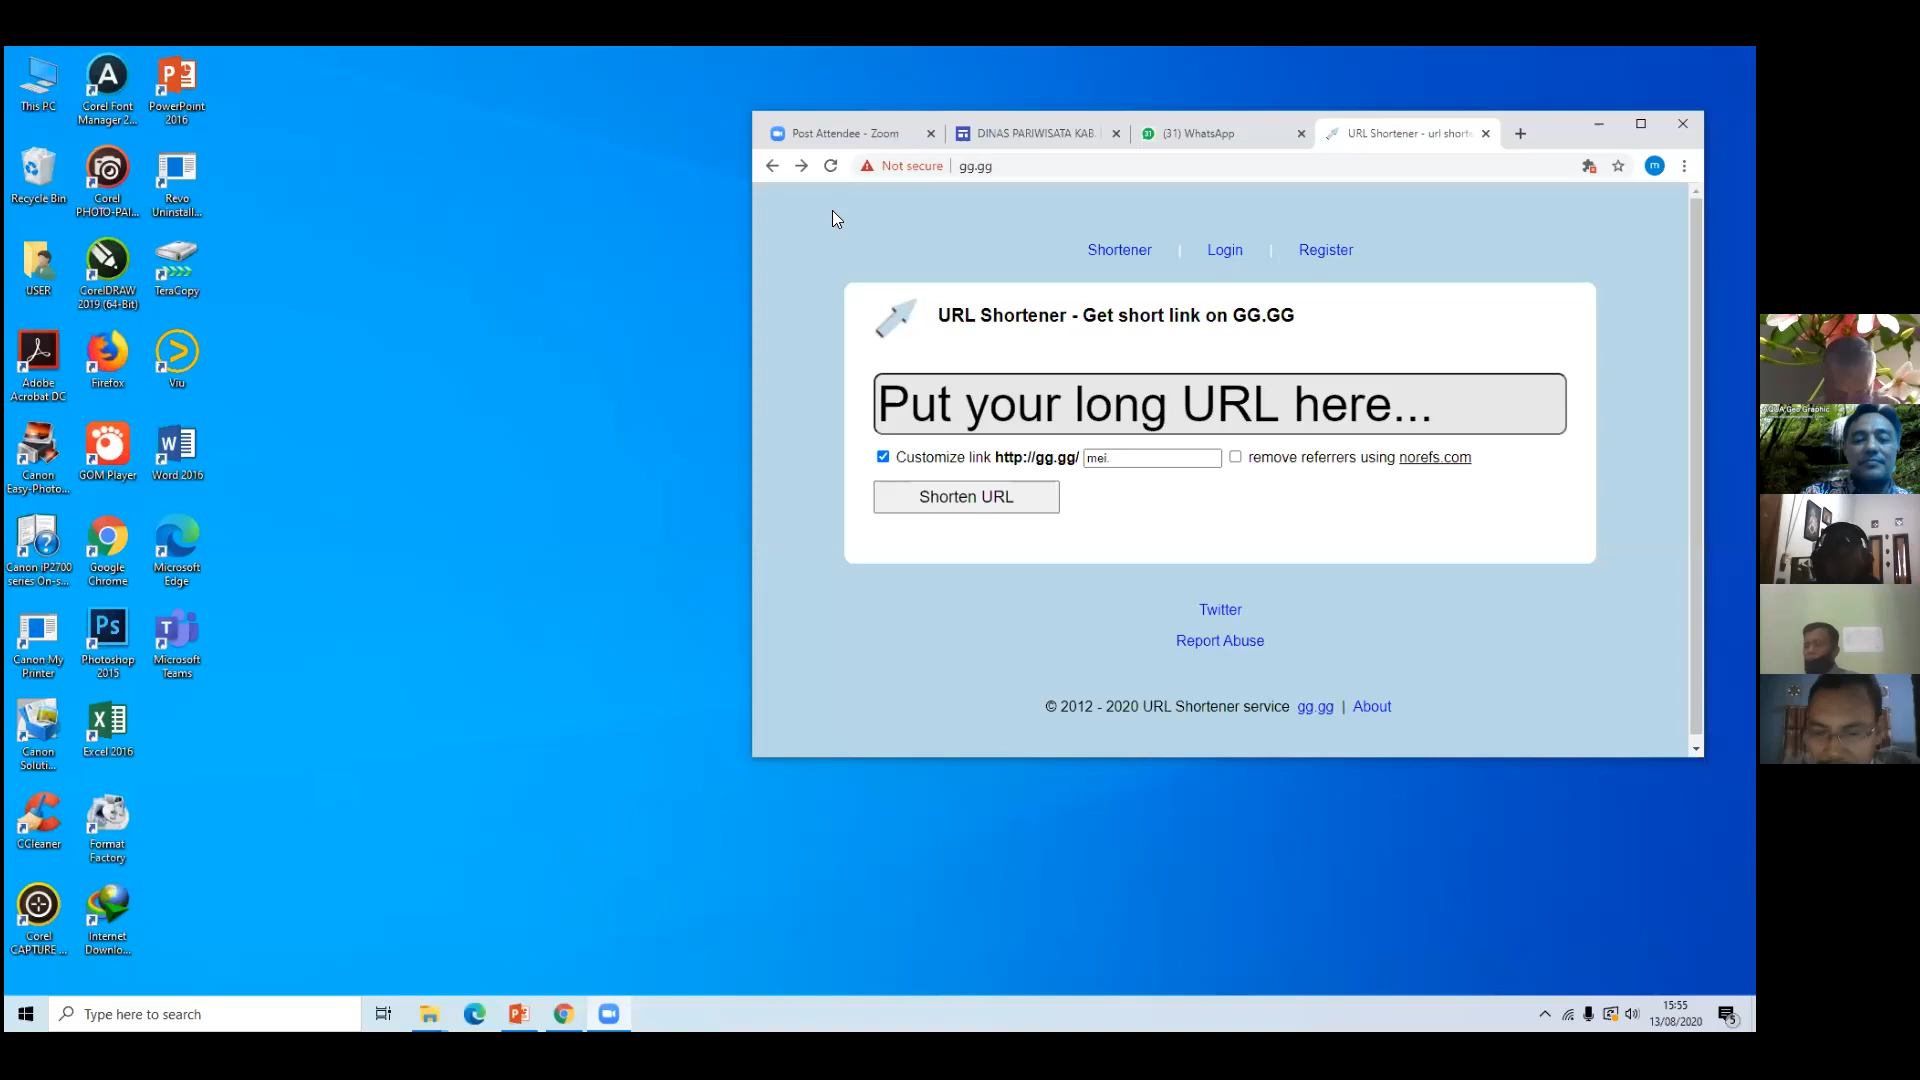 This PC
Corel Font
Manager 2...
PowerPoint
2016
Recycle Bin
Corel
PHOTO-PAI...
Revo
Uninstall...
USER
CorelDRAW
2019 (64-Bit)
TeraCopy
Adobe
Acrobat DC
Firefox
Viu
Canon
Easy-Photo...
GOM Player
Word 2016
Canon iP2700
series On-s...
Google
Chrome
Microsoft
Edge
Canon My
Printer
Photoshop
2015
Microsoft
Teams
Canon
Soluti...
Excel 2016
CCleaner
Format
Factory
Corel
CAPTURE ...
Internet
Downlo...
Post Attendee - Zoom
DINAS PARIWISATA KAB.
(31) WhatsApp
URL Shortener - url shorte
Not secure | gg.gg
Shortener | Login | Register
URL Shortener - Get short link on GG.GG
Put your long URL here...
Customize link http://gg.gg/ mei. remove referrers using norefs.com
Shorten URL
Twitter
Report Abuse
© 2012 - 2020 URL Shortener service gg.gg | About
Type here to search
15:55
13/08/2020
5